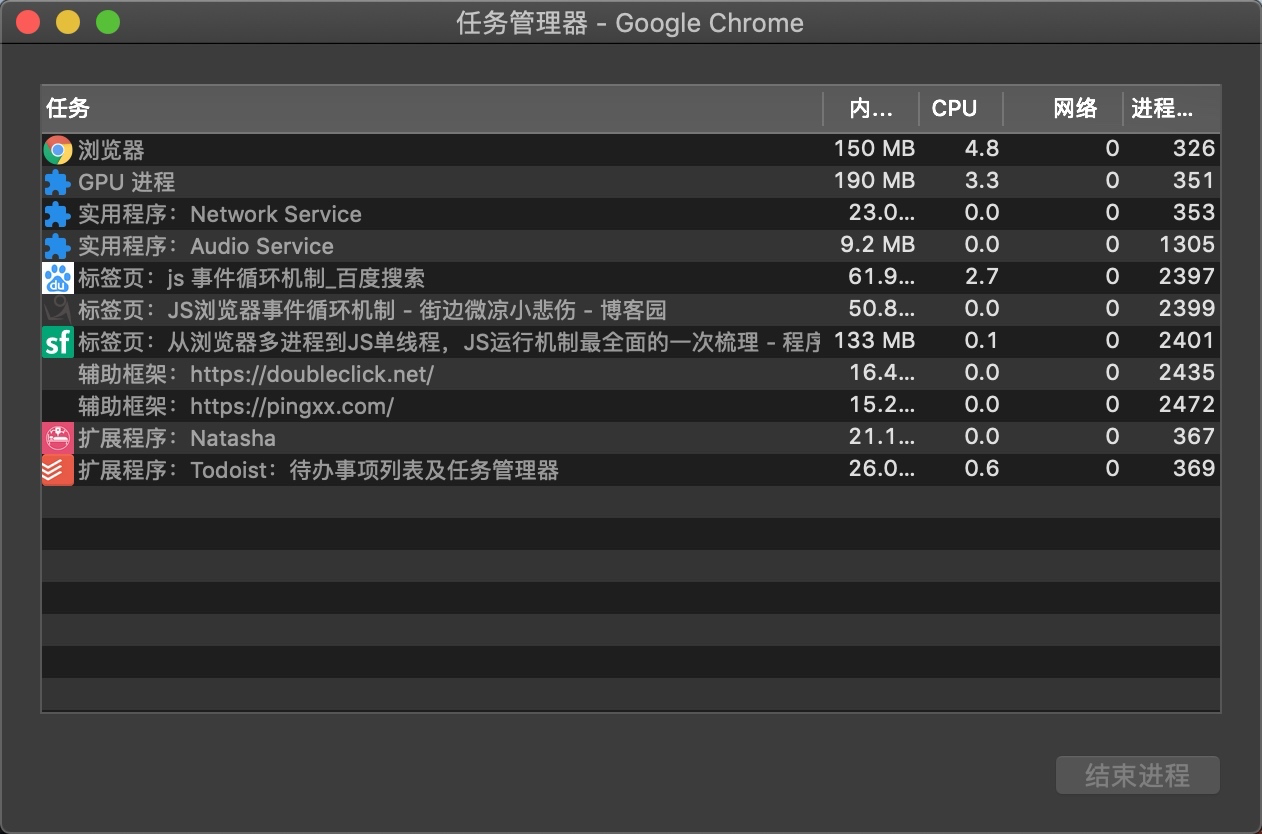 任务管理器 – Google Chrome
任务 内... CPU 网络 进程...
浏览器 150 MB 4.8 0 326
GPU 进程 190 MB 3.3 0 351
实用程序：Network Service 23.0... 0.0 0 353
实用程序：Audio Service 9.2 MB 0.0 0 1305
du 标签页：js 事件循环机制_百度搜索 61.9... 2.7 0 2397
标签页：JS浏览器事件循环机制 - 街边微凉小悲伤 - 博客园 50.8... 0.0 0 2399
sf 标签页：从浏览器多进程到JS单线程，JS运行机制最全面的一次梳理 - 程序 133 MB 0.1 0 2401
辅助框架：https://doubleclick.net/ 16.4... 0.0 0 2435
辅助框架：https://pingxx.com/ 15.2... 0.0 0 2472
扩展程序：Natasha 21.1... 0.0 0 367
扩展程序：Todoist：待办事项列表及任务管理器 26.0... 0.6 0 369
结束进程